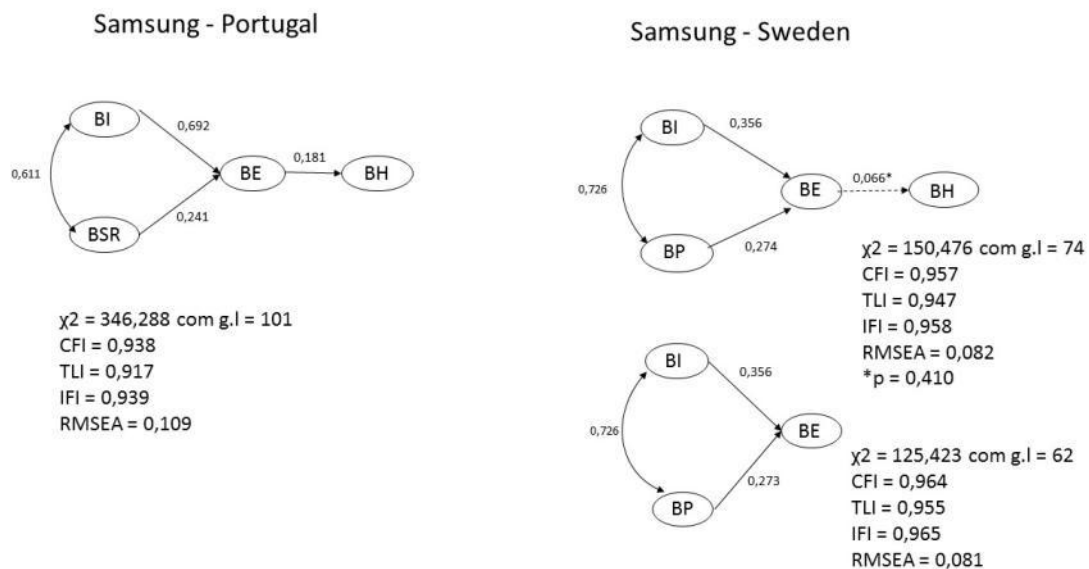 Samsung - Portugal
BI
0,692
0,611
BE
0,181
BH
0,241
BSR
χ2 = 346,288 com g.l = 101
CFI = 0,938
TLI = 0,917
IFI = 0,939
RMSEA = 0,109
Samsung - Sweden
BI
0,356
0,726
BE
0,066*
BH
0,274
BP
χ2 = 150,476 com g.l = 74
CFI = 0,957
TLI = 0,947
IFI = 0,958
RMSEA = 0,082
*p = 0,410
BI
0,356
0,726
BE
0,273
BP
χ2 = 125,423 com g.l = 62
CFI = 0,964
TLI = 0,955
IFI = 0,965
RMSEA = 0,081